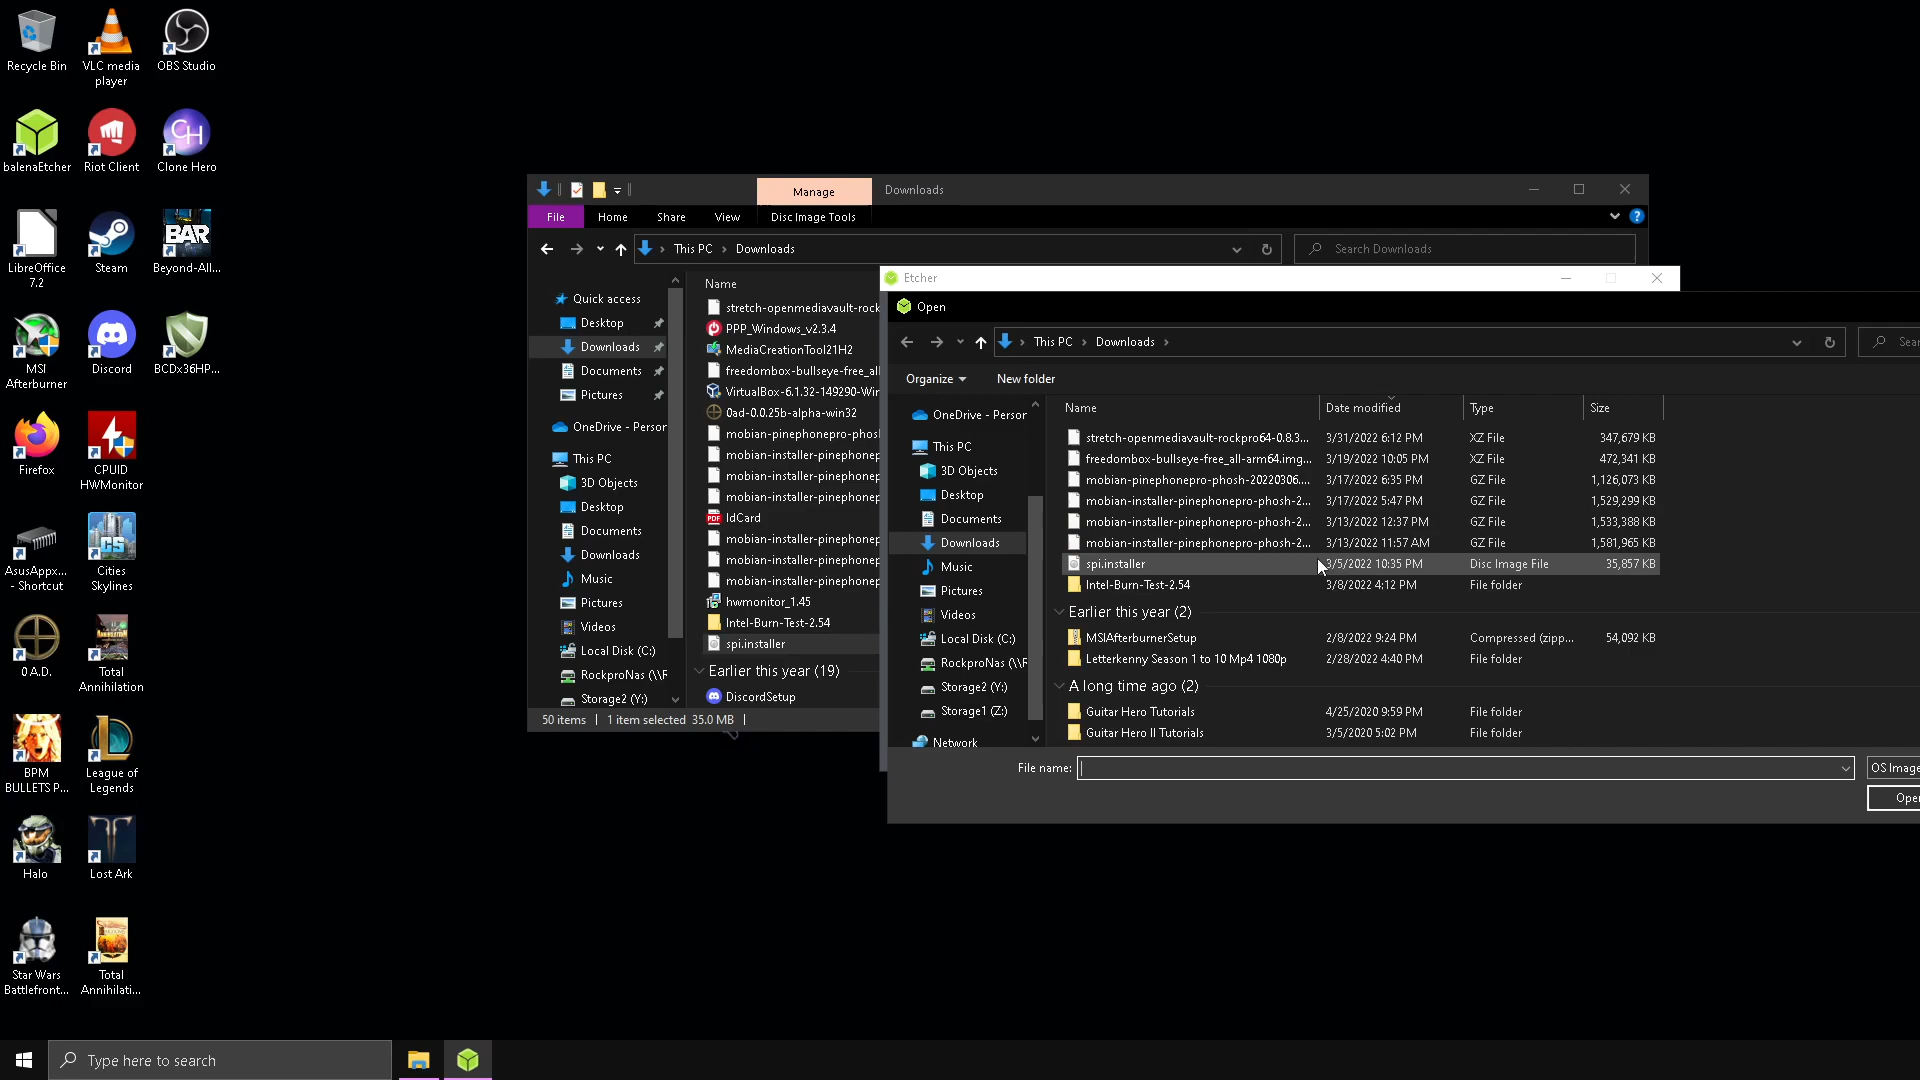 Recycle Bin
VLC media
player
OBS Studio
balenaEtcher
Riot Client
Clone Hero
LibreOffice
7.2
Steam
BAR
Beyond-All...
MSI
Afterburner
Discord
BCDx36HP...
Firefox
CPUID
HWMonitor
AsusAppx...
- Shortcut
Cities
Skylines
0 A.D.
Total
Annihilation
BPM
BULLETS P...
League of
Legends
Halo
Lost Ark
Star Wars
Battlefront...
Total
Annihilati...
Manage
Downloads
File
Home
Share
View
Disc Image Tools
This PC
Downloads
Search Downloads
Quick access
Desktop
Downloads
Documents
Pictures
OneDrive - Person
This PC
3D Objects
Desktop
Documents
Downloads
Music
Pictures
Videos
Local Disk (C:)
RockproNas (\\R
Storage2 (Y:)
Name
stretch-openmediavault-rock
PPP_Windows_v2.3.4
MediaCreationTool21H2
freedombox-bullseye-free_all
VirtualBox-6.1.32-149290-Win
0ad-0.0.25b-alpha-win32
mobian-pinephonepro-phosh
mobian-installer-pinephonep
mobian-installer-pinephonep
mobian-installer-pinephonep
IdCard
mobian-installer-pinephonep
mobian-installer-pinephonep
mobian-installer-pinephonep
hwmonitor_1.45
Intel-Burn-Test-2.54
spi.installer
Earlier this year (19)
DiscordSetup
50 items
1 item selected 35.0 MB
Etcher
Open
This PC
Downloads
Sear
Organize
New folder
OneDrive - Person
This PC
3D Objects
Desktop
Documents
Downloads
Music
Pictures
Videos
Local Disk (C:)
RockproNas (\\R
Storage2 (Y:)
Storage1 (Z:)
Network
Name Date modified Type Size
stretch-openmediavault-rockpro64-0.8.3... 3/31/2022 6:12 PM XZ File 347,679 KB
freedombox-bullseye-free_all-arm64.img... 3/19/2022 10:05 PM XZ File 472,341 KB
mobian-pinephonepro-phosh-20220306.... 3/17/2022 6:35 PM GZ File 1,126,073 KB
mobian-installer-pinephonepro-phosh-2... 3/17/2022 5:47 PM GZ File 1,529,299 KB
mobian-installer-pinephonepro-phosh-2... 3/13/2022 12:37 PM GZ File 1,533,388 KB
mobian-installer-pinephonepro-phosh-2... 3/13/2022 11:57 AM GZ File 1,581,965 KB
spi.installer 3/5/2022 10:35 PM Disc Image File 35,857 KB
Intel-Burn-Test-2.54 3/8/2022 4:12 PM File folder
Earlier this year (2)
MSIAfterburnerSetup 2/8/2022 9:24 PM Compressed (zipp... 54,092 KB
Letterkenny Season 1 to 10 Mp4 1080p 2/28/2022 4:40 PM File folder
A long time ago (2)
Guitar Hero Tutorials 4/25/2020 9:59 PM File folder
Guitar Hero II Tutorials 3/5/2020 5:02 PM File folder
File name:
OS Image
Open
Type here to search